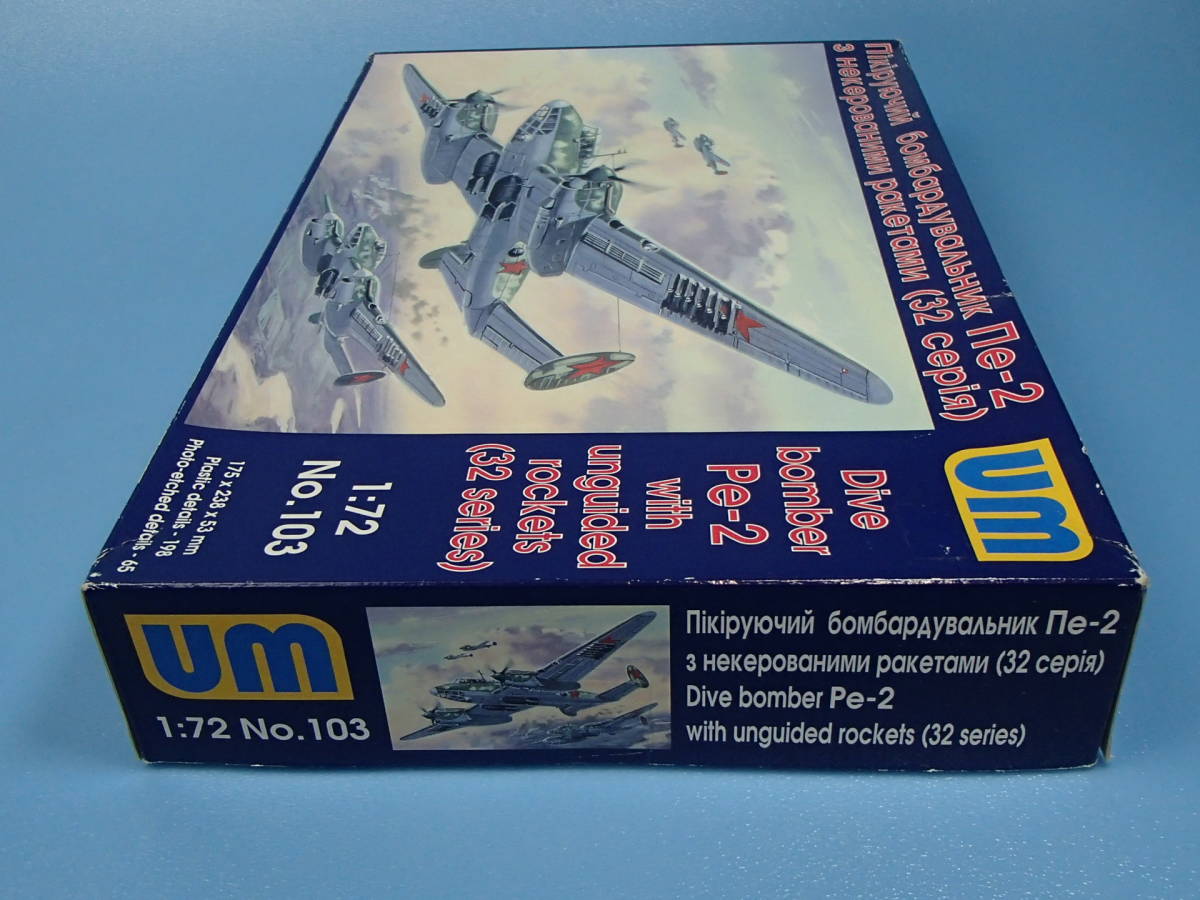 Пікіруючий бомбардувальник Пе-2
з некерованими ракетами (32 серія)
um
Dive
bomber
Pe-2
with
unguided
rockets
(32 series)
1:72
No.103
175 x 238 x 53 mm
Plastic details - 198
Photo-etched details - 65
um
1:72 No.103
Пікіруючий бомбардувальник Пе-2
з некерованими ракетами (32 серія)
Dive bomber Pe-2
with unguided rockets (32 series)